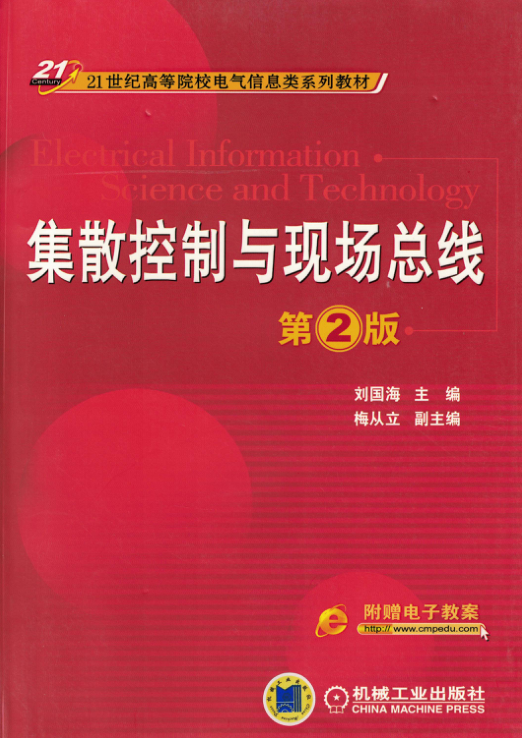 21
Century
21世纪高等院校电气信息类系列教材
Electrical Information
Science and Technology
集散控制与现场总线
第2版
刘国海 主 编
梅从立 副主编
附赠电子教案
http://www.cmpedu.com
机械工业出版社
CHINA MACHINE PRESS